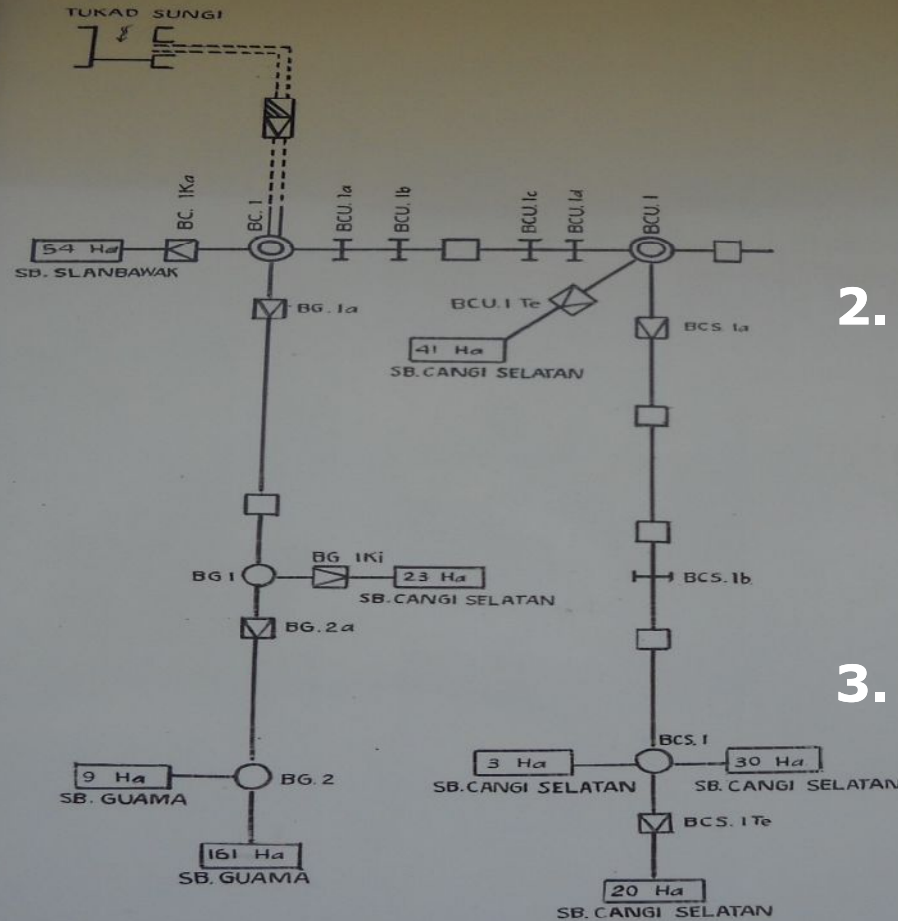 TUKAD SUNGI
BC. 1Ka
BC. 1
BCU. 1a
BCU. 1b
BCU. 1c
BCU. 1d
BCU. 1
54 Ha
SB. SLANBAWAK
BG. 1a
BCU. 1 Te
41 Ha
SB. CANGI SELATAN
BCS. 1a
2.
BG 1
BG 1Ki
23 Ha
SB. CANGI SELATAN
BCS. 1b
BG. 2a
3.
9 Ha
SB. GUAMA
BG. 2
161 Ha
SB. GUAMA
BCS. 1
3 Ha
SB. CANGI SELATAN
30 Ha
SB. CANGI SELATAN
BCS. 1Te
20 Ha
SB. CANGI SELATAN